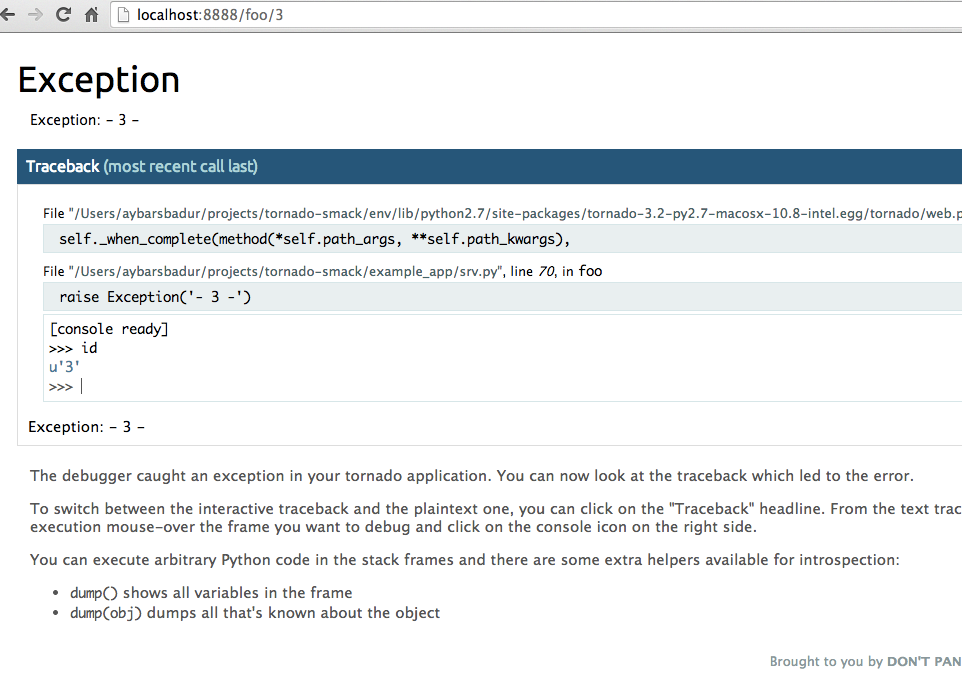 localhost:8888/foo/3
Exception
Exception: – 3 –
Traceback (most recent call last)
File "/Users/aybarsbadur/projects/tornado-smack/env/lib/python2.7/site-packages/tornado-3.2-py2.7-macosx-10.8-intel.egg/tornado/web.p
self._when_complete(method(*self.path_args, **self.path_kwargs),
File "/Users/aybarsbadur/projects/tornado-smack/example_app/srv.py", line 70, in foo
raise Exception('- 3 -')
[console ready]
>>> id
u'3'
>>>
Exception: – 3 –
The debugger caught an exception in your tornado application. You can now look at the traceback which led to the error.
To switch between the interactive traceback and the plaintext one, you can click on the "Traceback" headline. From the text trac
execution mouse-over the frame you want to debug and click on the console icon on the right side.
You can execute arbitrary Python code in the stack frames and there are some extra helpers available for introspection:
• dump() shows all variables in the frame
• dump(obj) dumps all that's known about the object
Brought to you by DON'T PAN